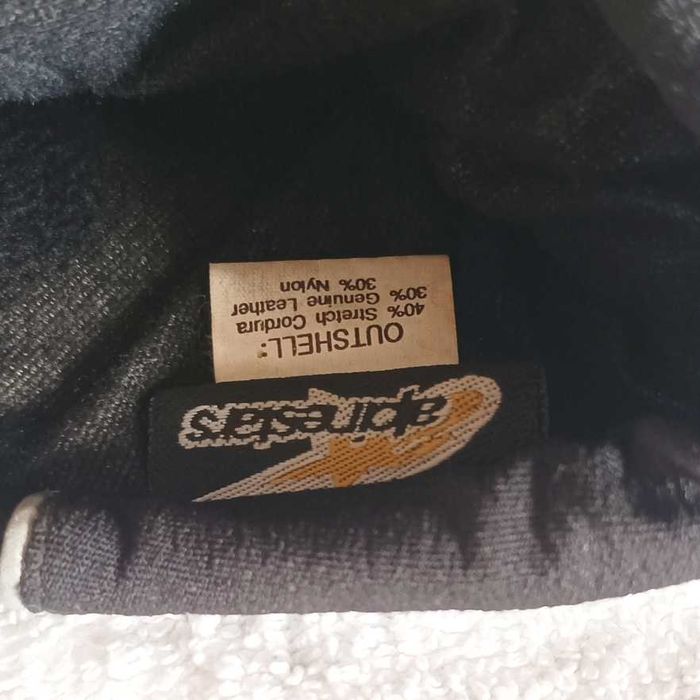 alpinestars
OUTSHELL:
40% Stretch Cordura
30% Genuine Leather
30% Nylon